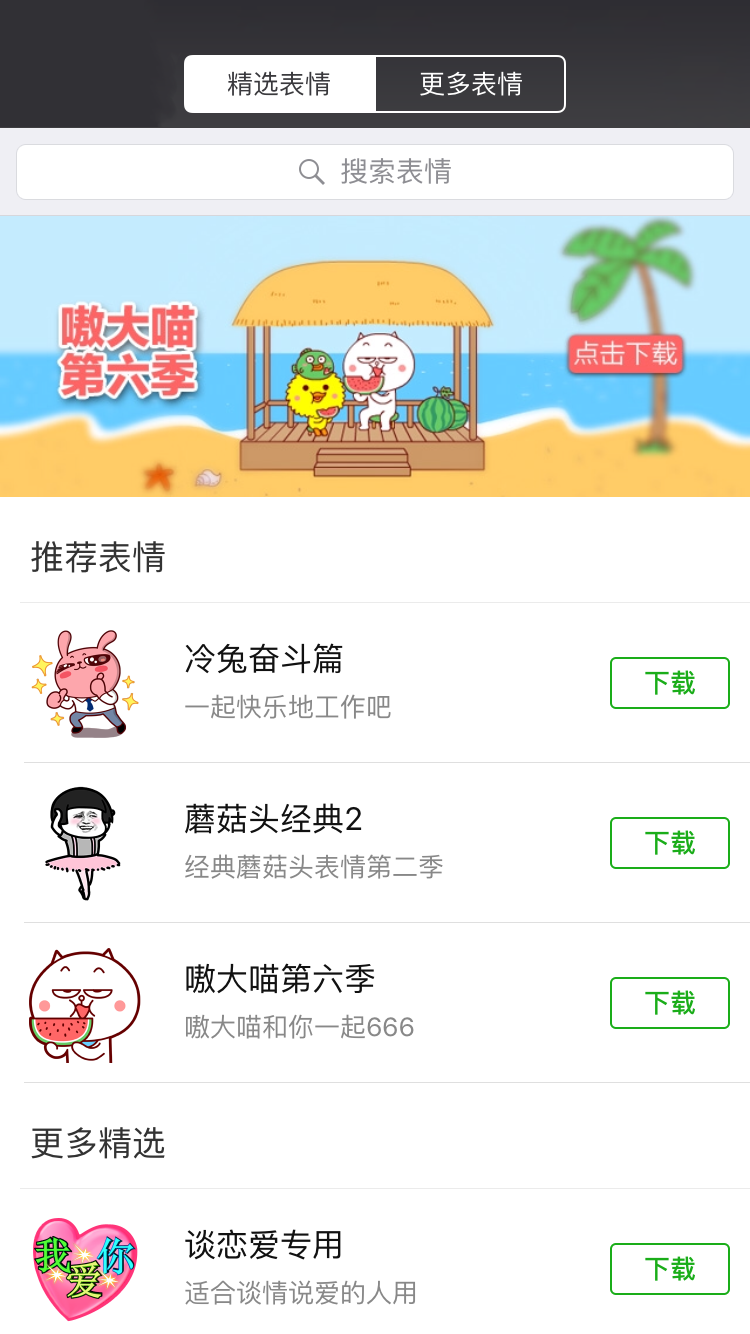 精选表情
更多表情
搜索表情
嗷大喵
第六季
点击下载
推荐表情
冷兔奋斗篇
一起快乐地工作吧
下载
蘑菇头经典2
经典蘑菇头表情第二季
下载
嗷大喵第六季
嗷大喵和你一起666
下载
更多精选
我爱你
谈恋爱专用
适合谈情说爱的人用
下载